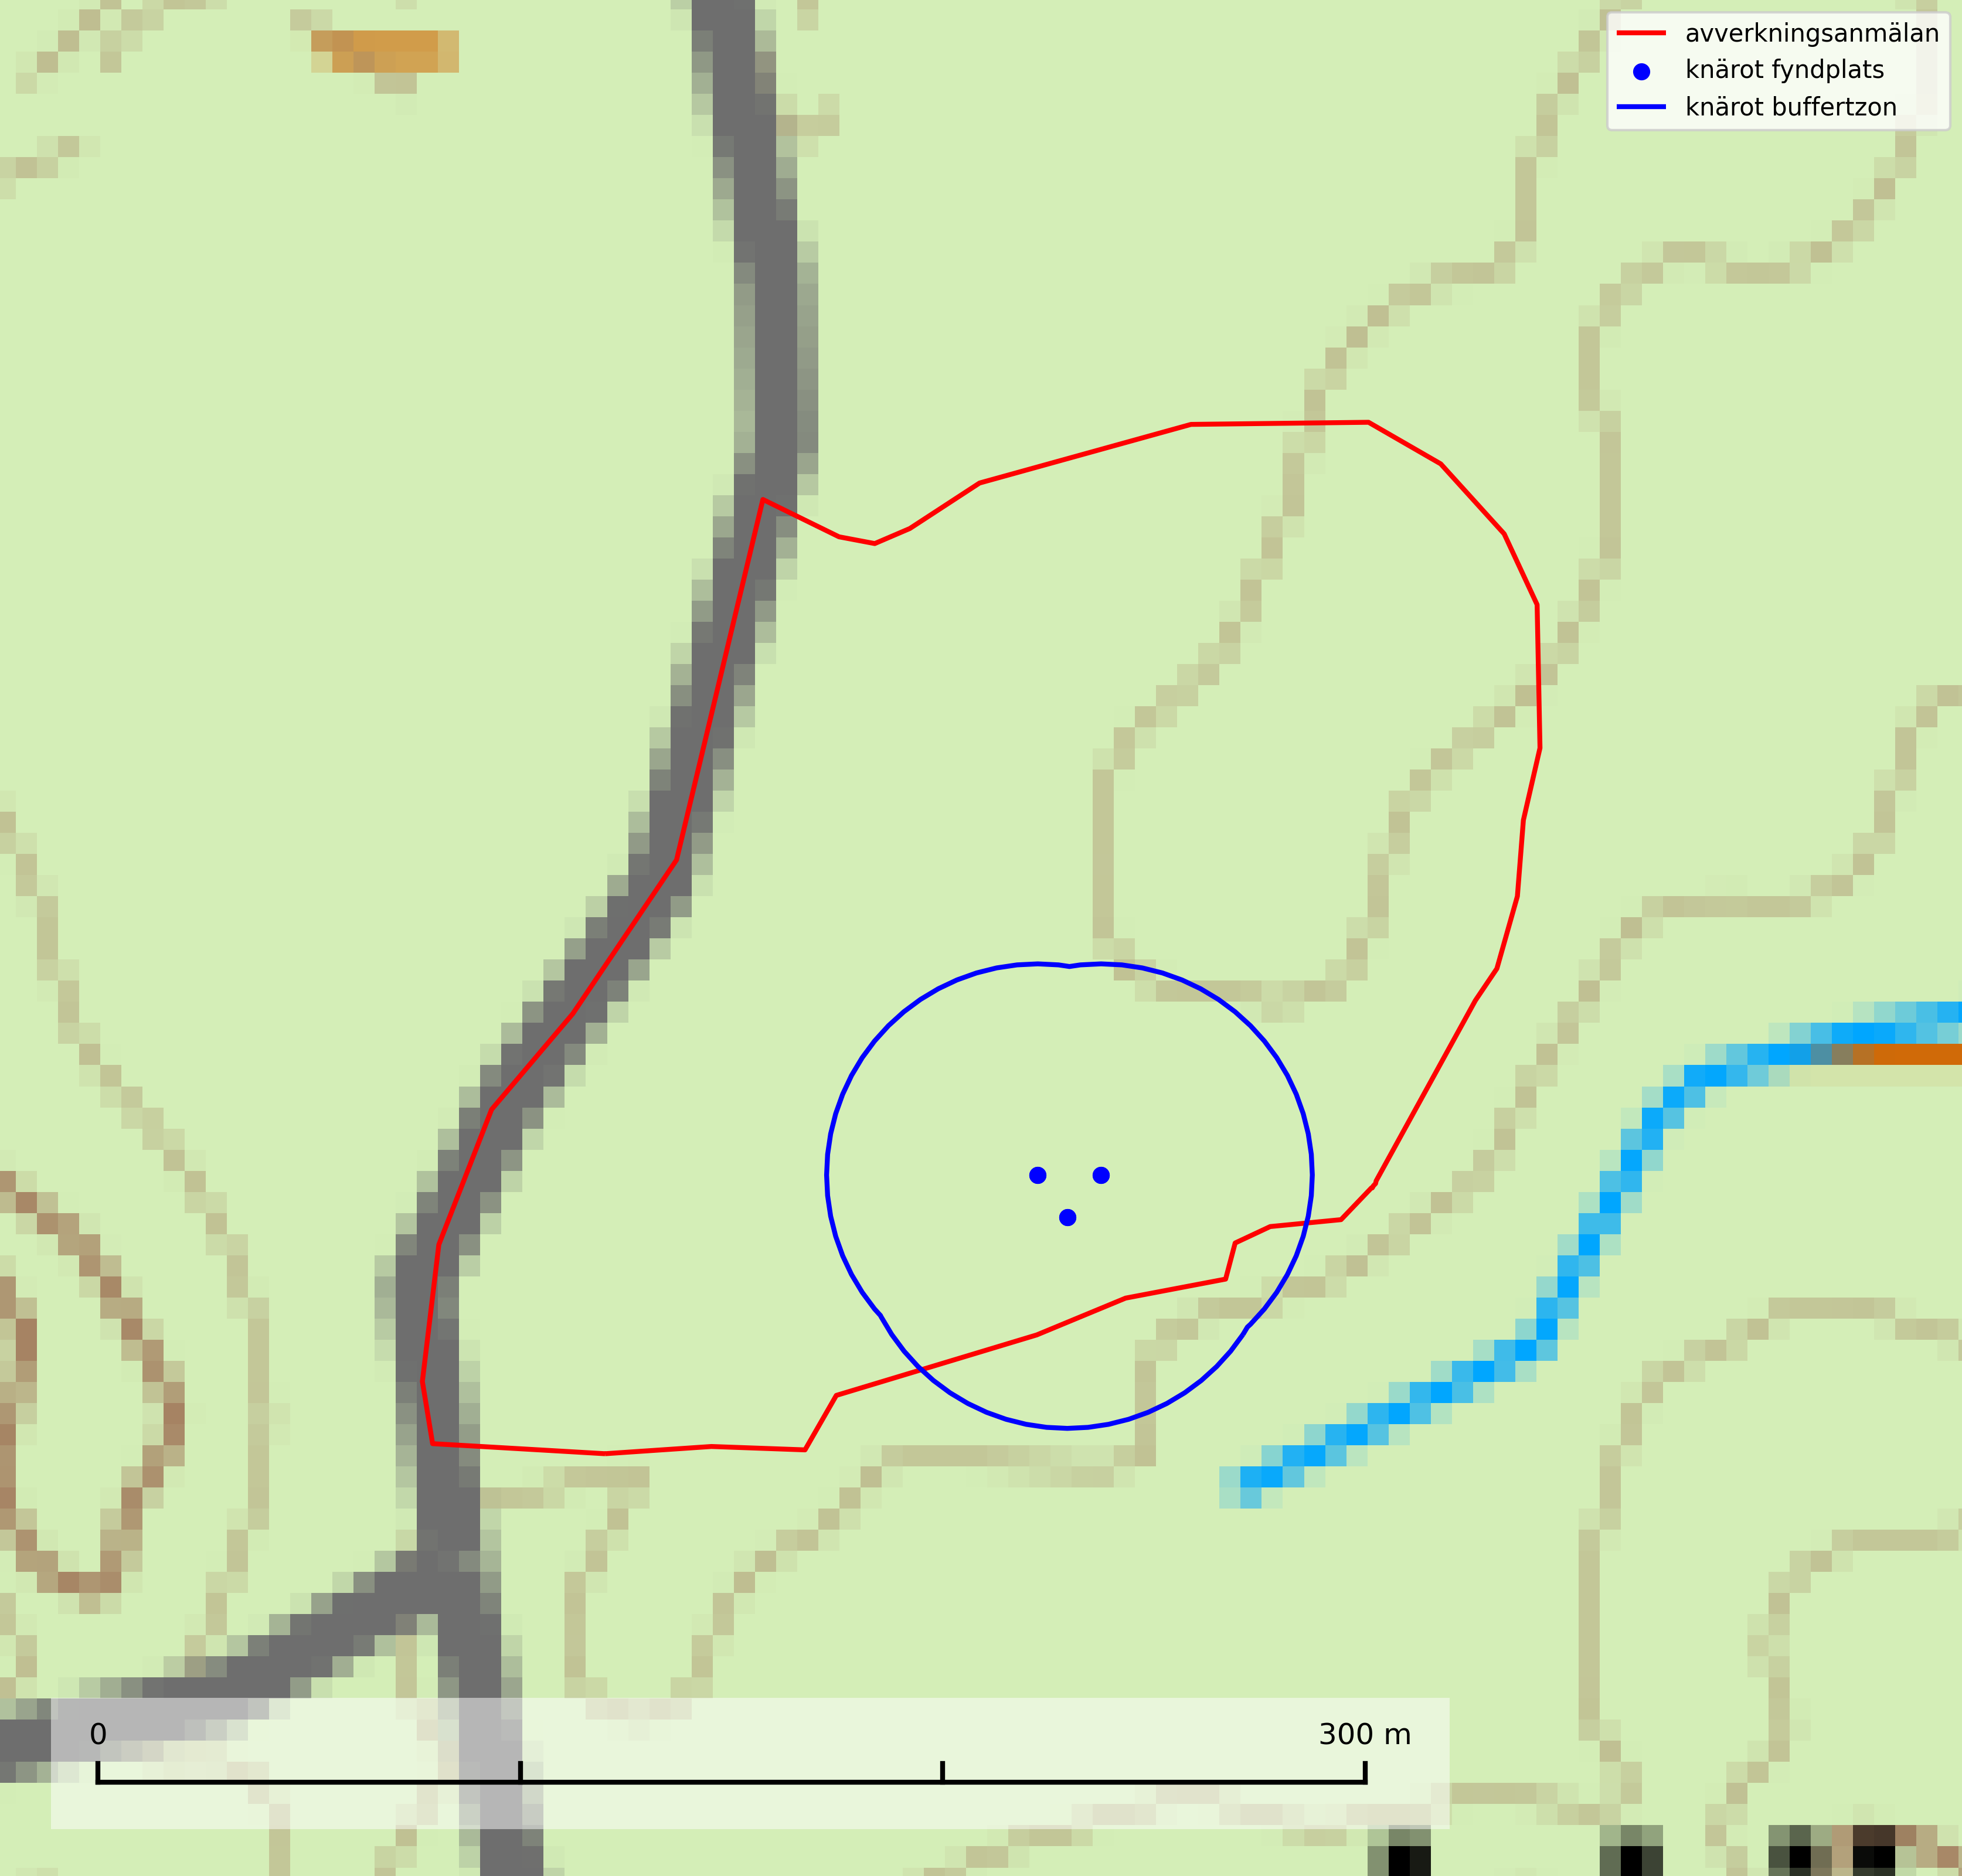 avverkningsanmälan
knärot fyndplats
knärot buffertzon
0
300 m